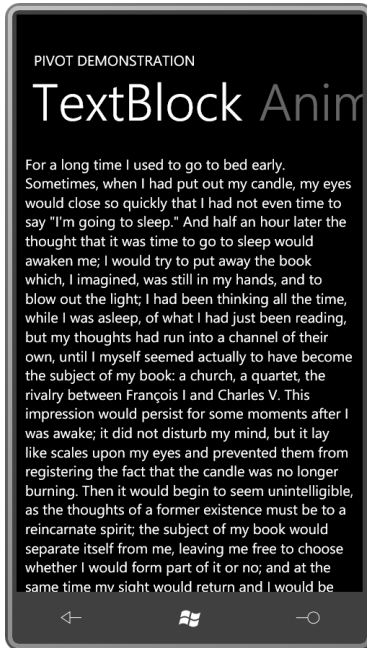 PIVOT DEMONSTRATION
TextBlock Anim
For a long time I used to go to bed early.
Sometimes, when I had put out my candle, my eyes
would close so quickly that I had not even time to
say "I'm going to sleep." And half an hour later the
thought that it was time to go to sleep would
awaken me; I would try to put away the book
which, I imagined, was still in my hands, and to
blow out the light; I had been thinking all the time,
while I was asleep, of what I had just been reading,
but my thoughts had run into a channel of their
own, until I myself seemed actually to have become
the subject of my book: a church, a quartet, the
rivalry between François I and Charles V. This
impression would persist for some moments after I
was awake; it did not disturb my mind, but it lay
like scales upon my eyes and prevented them from
registering the fact that the candle was no longer
burning. Then it would begin to seem unintelligible,
as the thoughts of a former existence must be to a
reincarnate spirit; the subject of my book would
separate itself from me, leaving me free to choose
whether I would form part of it or no; and at the
same time my sight would return and I would be